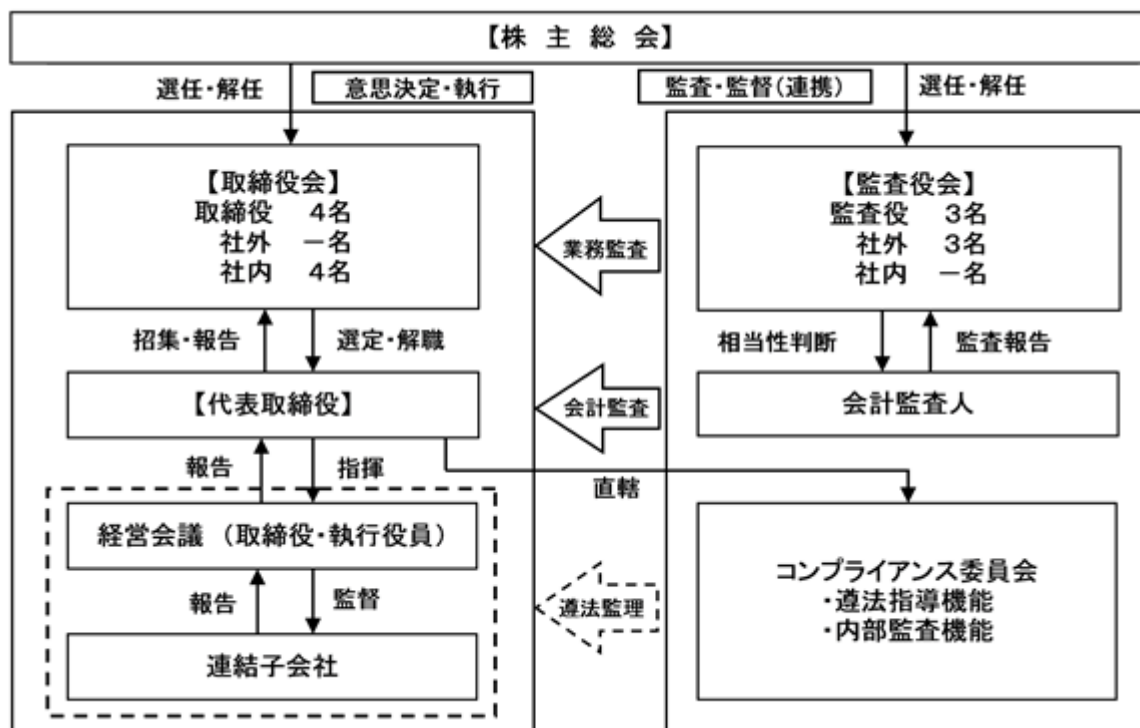 【株 主 総 会】
選任・解任
意思決定・執行
監査・監督(連携)
選任・解任
【取締役会】
取締役 4名
社外 －名
社内 4名
業務監査
【監査役会】
監査役 3名
社外 3名
社内 －名
招集・報告
選定・解職
相当性判断
監査報告
【代表取締役】
会計監査
会計監査人
報告
指揮
直轄
経営会議 (取締役・執行役員)
報告
監督
遵法監理
コンプライアンス委員会
・遵法指導機能
・内部監査機能
連結子会社